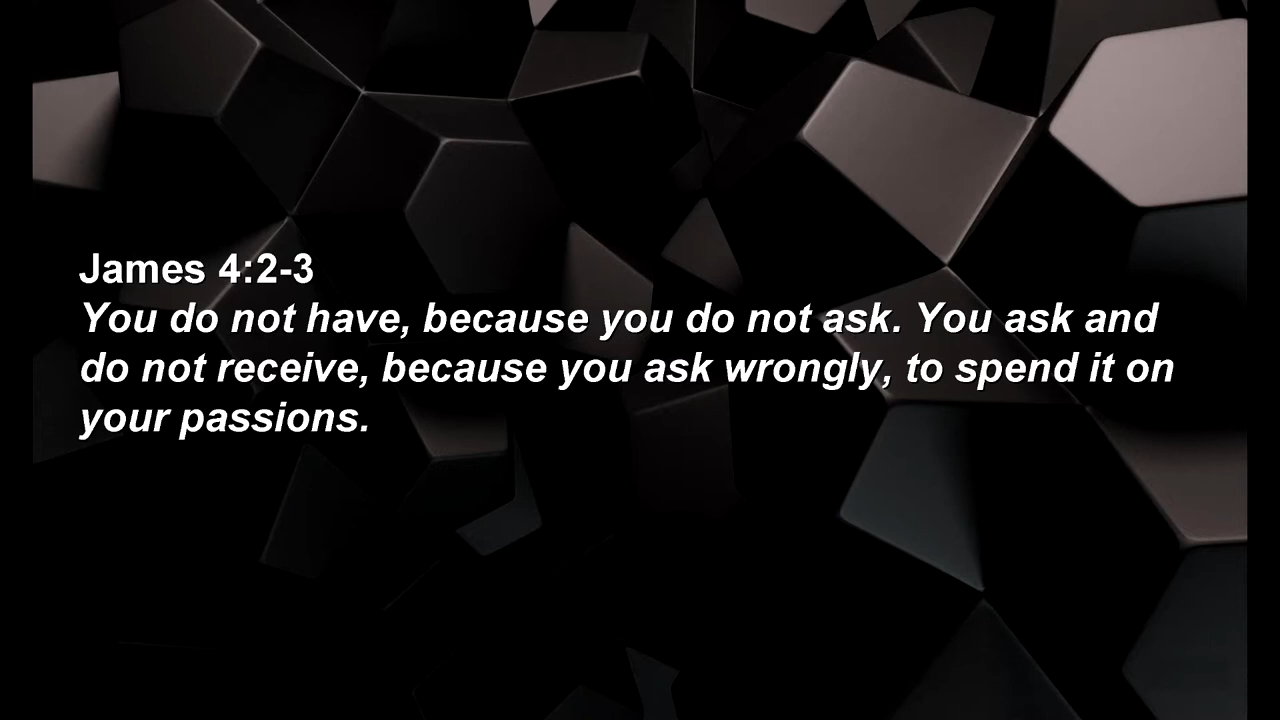 James 4:2-3
You do not have, because you do not ask. You ask and
do not receive, because you ask wrongly, to spend it on
your passions.